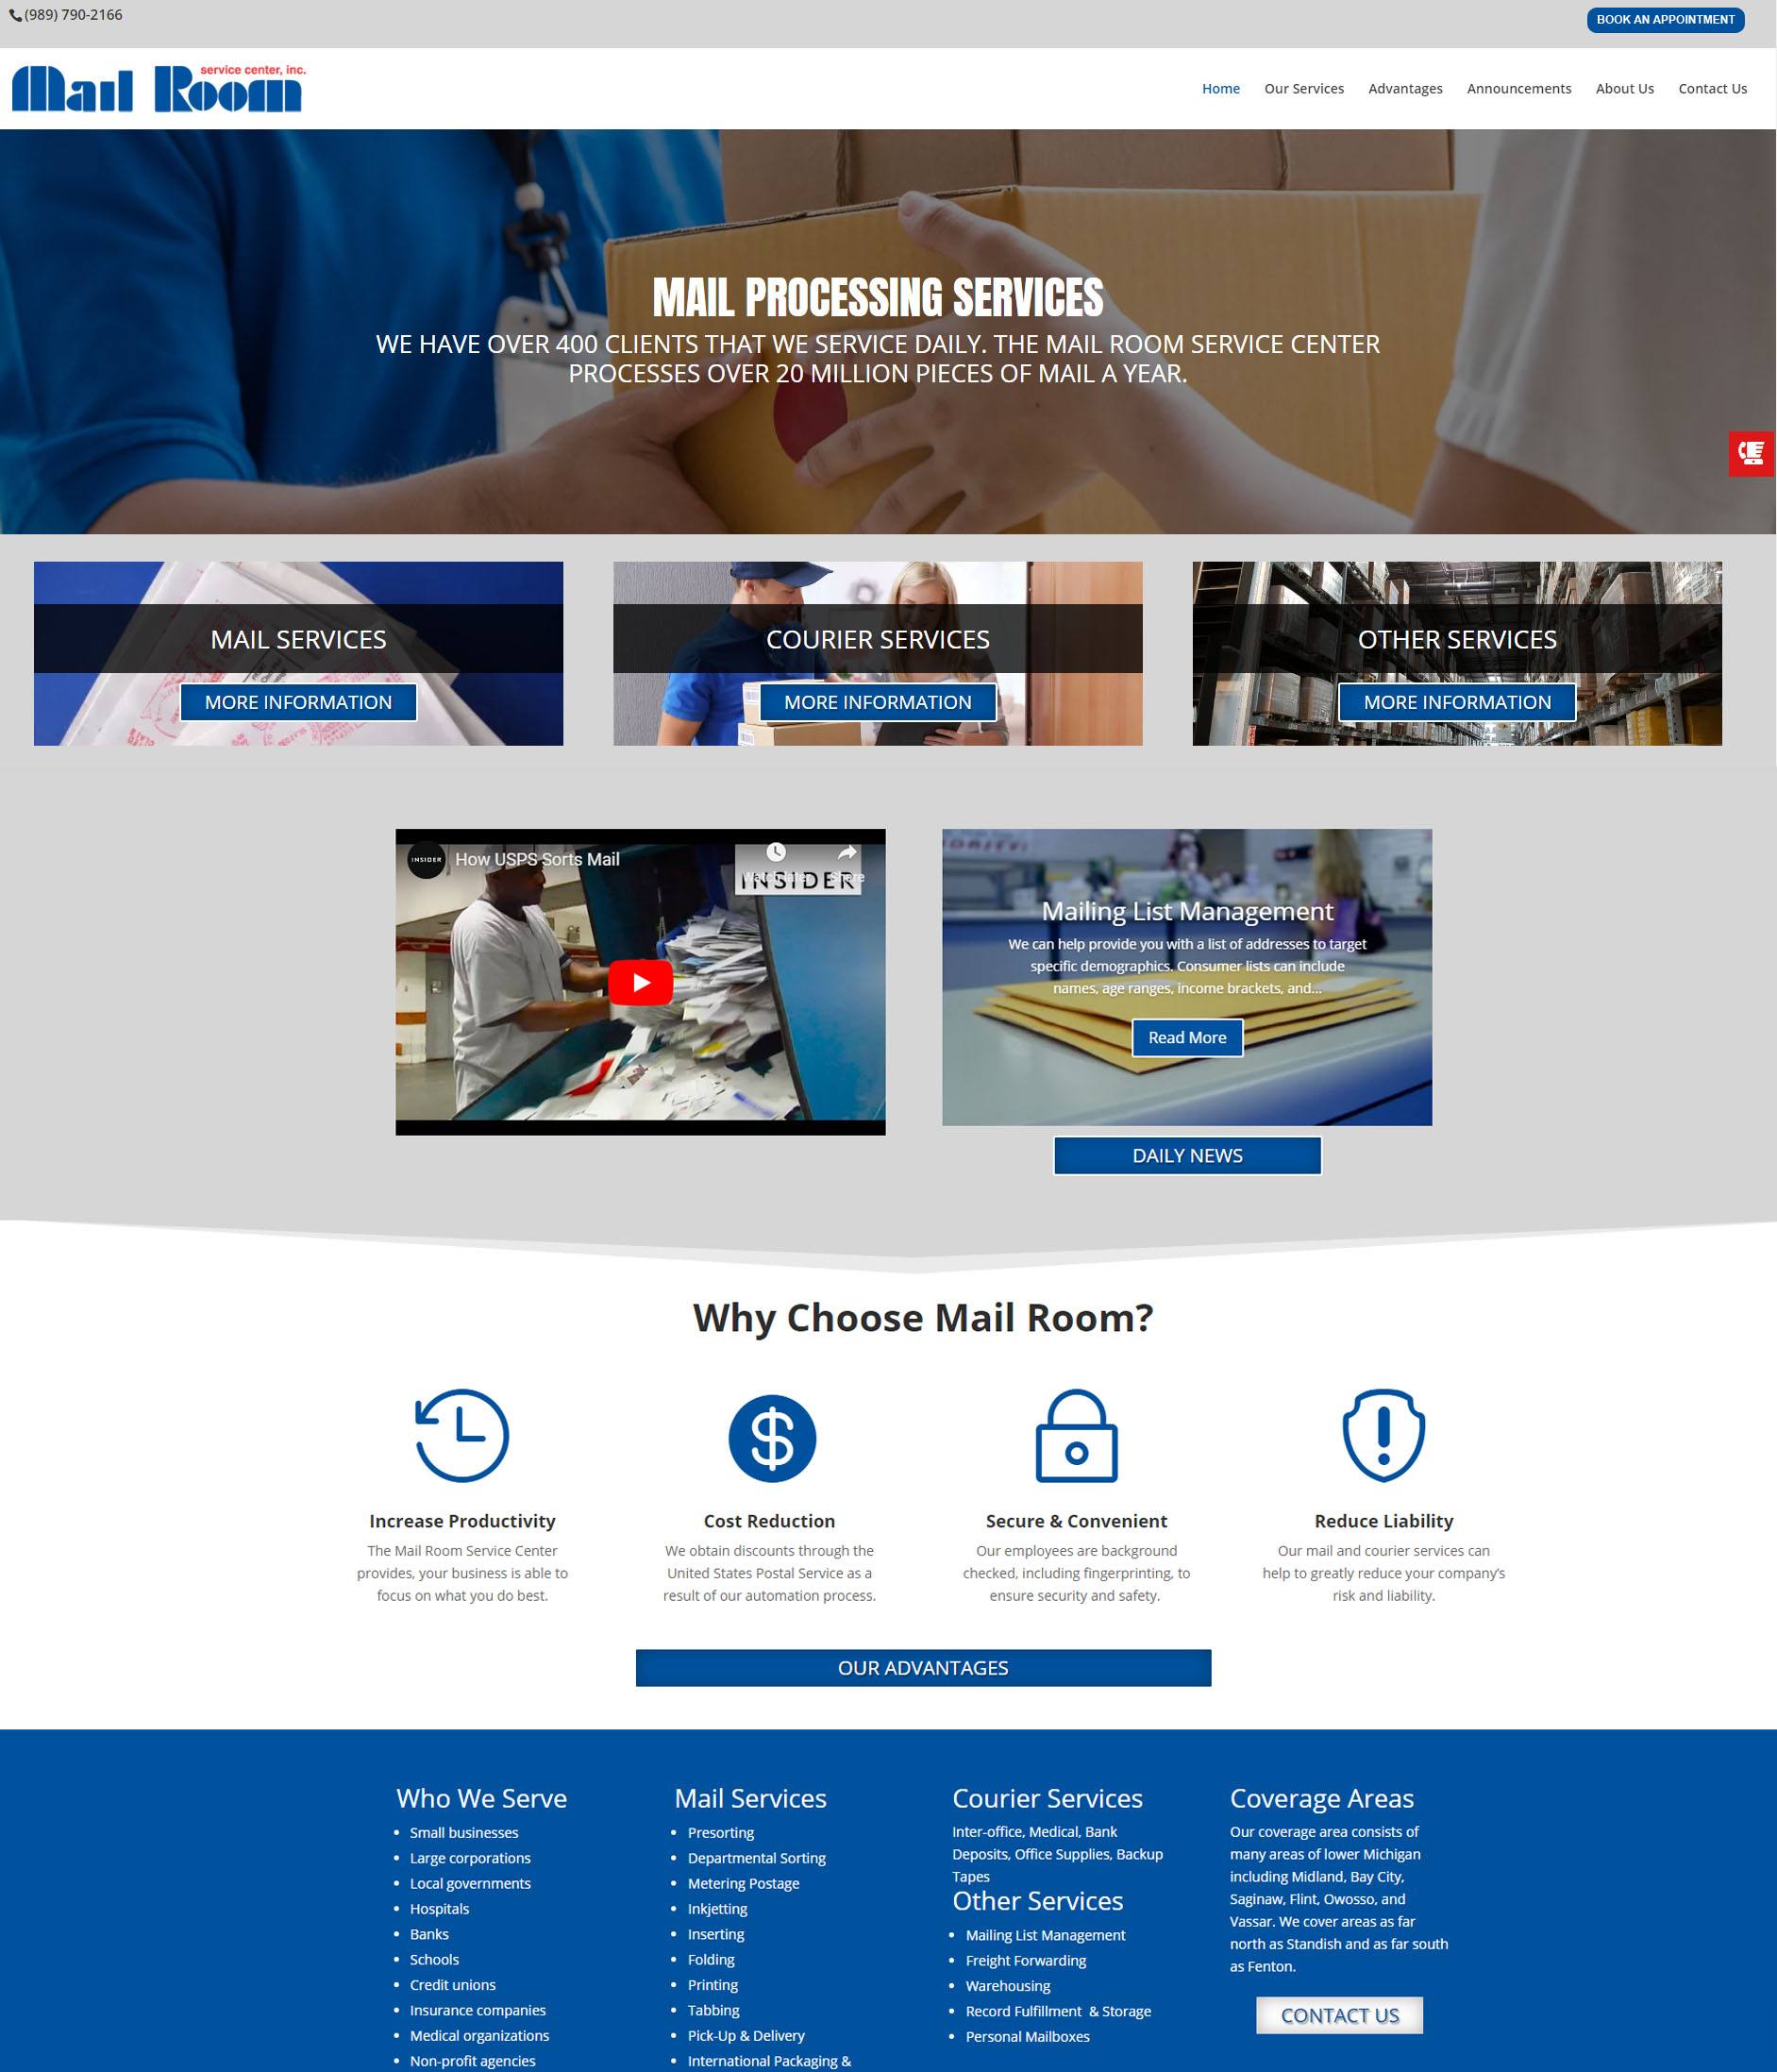 (989) 790-2166
BOOK AN APPOINTMENT
Mail Room
service center, inc.
Home Our Services Advantages Announcements About Us Contact Us
MAIL PROCESSING SERVICES
WE HAVE OVER 400 CLIENTS THAT WE SERVICE DAILY. THE MAIL ROOM SERVICE CENTER
PROCESSES OVER 20 MILLION PIECES OF MAIL A YEAR.
MAIL SERVICES
MORE INFORMATION
COURIER SERVICES
MORE INFORMATION
OTHER SERVICES
MORE INFORMATION
INSIDER
How USPS Sorts Mail
Watch later
Share
INSIDER
Mailing List Management
We can help provide you with a list of addresses to target
specific demographics. Consumer lists can include
names, age ranges, income brackets, and...
Read More
DAILY NEWS
Why Choose Mail Room?
Increase Productivity
The Mail Room Service Center
provides, your business is able to
focus on what you do best.
Cost Reduction
We obtain discounts through the
United States Postal Service as a
result of our automation process.
Secure & Convenient
Our employees are background
checked, including fingerprinting, to
ensure security and safety.
Reduce Liability
Our mail and courier services can
help to greatly reduce your company's
risk and liability.
OUR ADVANTAGES
Who We Serve
• Small businesses
• Large corporations
• Local governments
• Hospitals
• Banks
• Schools
• Credit unions
• Insurance companies
• Medical organizations
• Non-profit agencies
Mail Services
• Presorting
• Departmental Sorting
• Metering Postage
• Inkjetting
• Inserting
• Folding
• Printing
• Tabbing
• Pick-Up & Delivery
• International Packaging &
Courier Services
Inter-office, Medical, Bank
Deposits, Office Supplies, Backup
Tapes
Other Services
• Mailing List Management
• Freight Forwarding
• Warehousing
• Record Fulfillment & Storage
• Personal Mailboxes
Coverage Areas
Our coverage area consists of
many areas of lower Michigan
including Midland, Bay City,
Saginaw, Flint, Owosso, and
Vassar. We cover areas as far
north as Standish and as far south
as Fenton.
CONTACT US